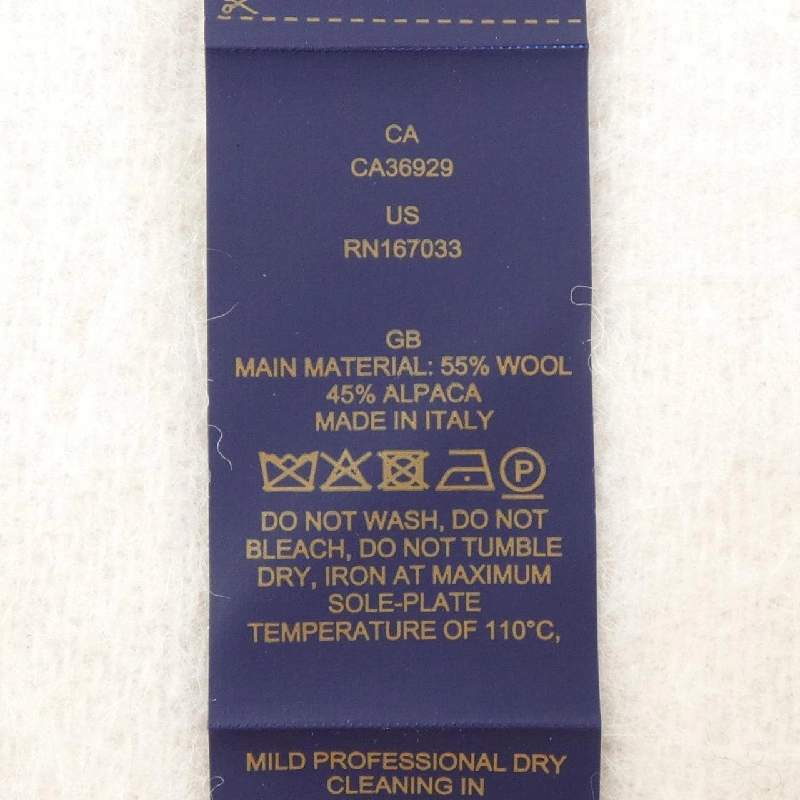 CA
CA36929
US
RN167033
GB
MAIN MATERIAL: 55% WOOL
45% ALPACA
MADE IN ITALY
P
DO NOT WASH, DO NOT
BLEACH, DO NOT TUMBLE
DRY, IRON AT MAXIMUM
SOLE-PLATE
TEMPERATURE OF 110°C,
MILD PROFESSIONAL DRY
CLEANING IN